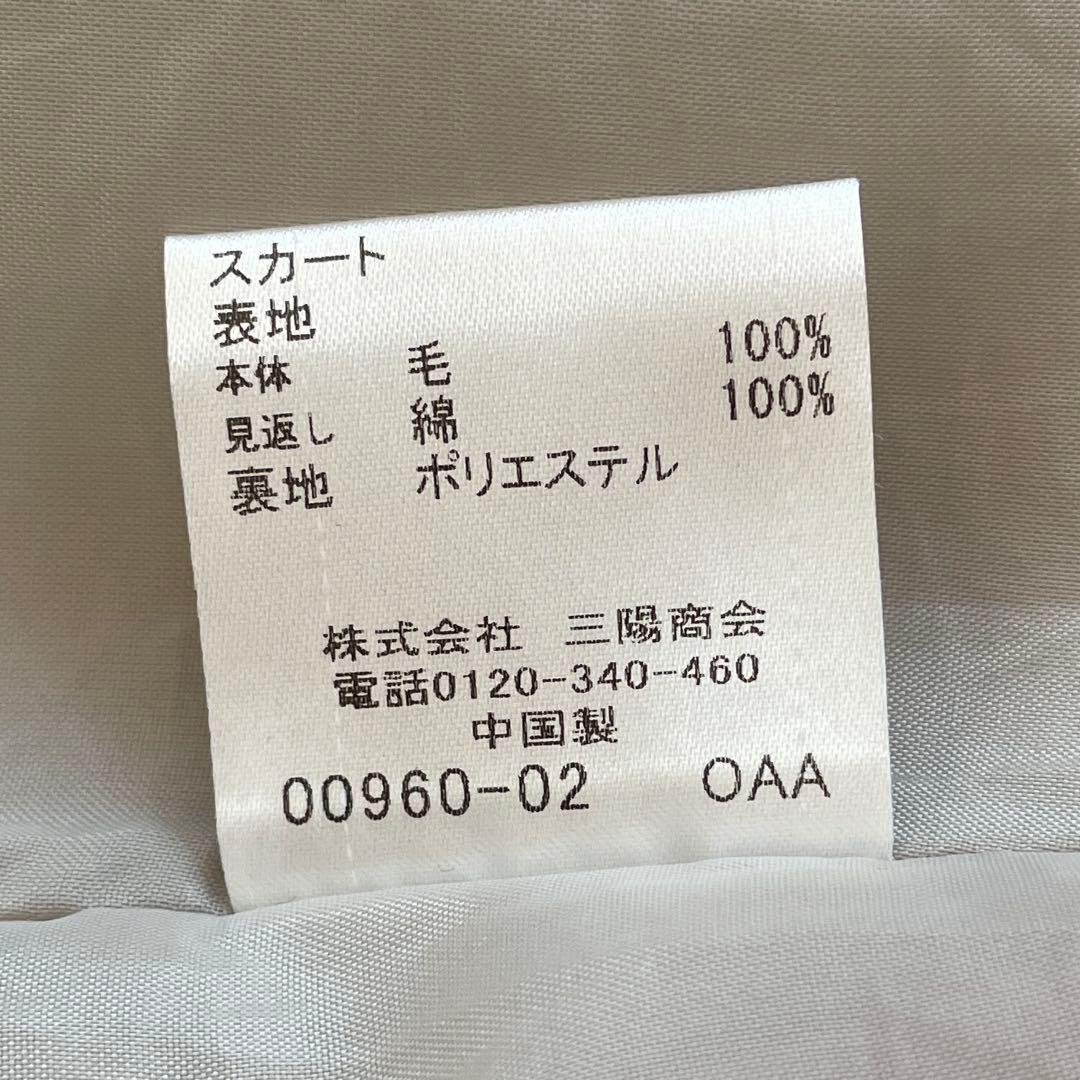 スカート
表地
本体 毛 100%
見返し 綿 100%
裏地 ポリエステル
株式会社 三陽商会
電話0120-340-460
中国製
00960-02 OAA